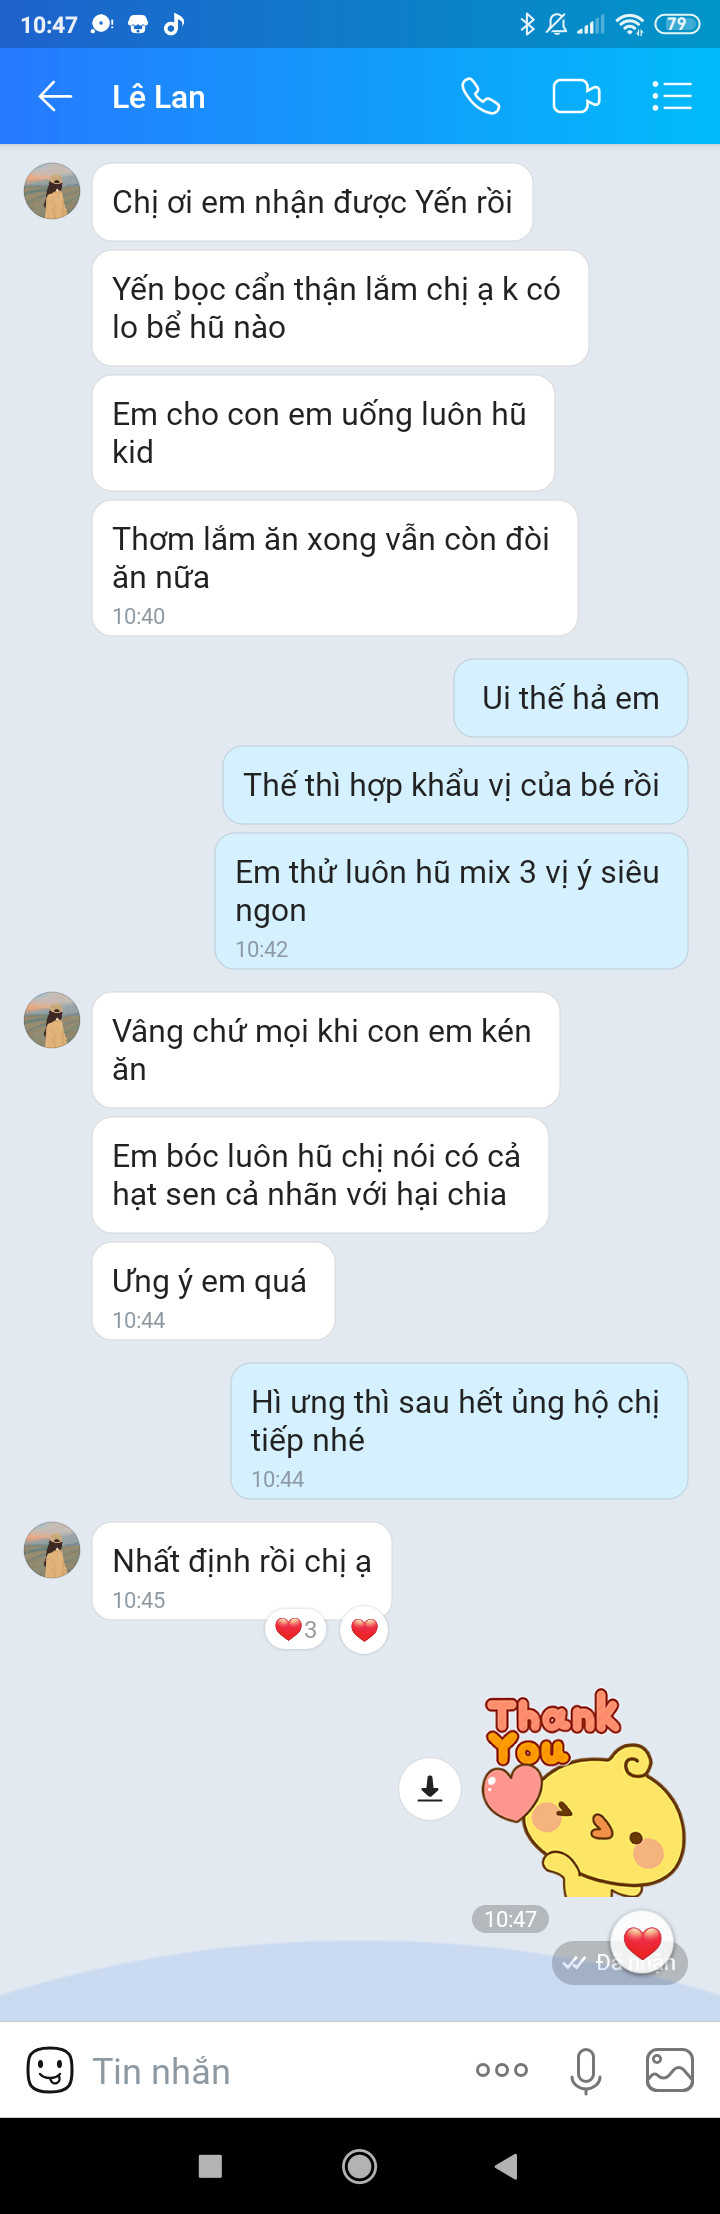 10:47
79
Lê Lan
Chị ơi em nhận được Yến rồi
Yến bọc cẩn thận lắm chị ạ k có
lo bể hũ nào
Em cho con em uống luôn hũ
kid
Thơm lắm ăn xong vẫn còn đòi
ăn nữa
10:40
Ui thế hả em
Thế thì hợp khẩu vị của bé rồi
Em thử luôn hũ mix 3 vị ý siêu
ngon
10:42
Vâng chứ mọi khi con em kén
ăn
Em bóc luôn hũ chị nói có cả
hạt sen cả nhãn với hại chia
Ưng ý em quá
10:44
Hì ưng thì sau hết ủng hộ chị
tiếp nhé
10:44
Nhất định rồi chị ạ
10:45
3
Thank
You
10:47
Đã nhận
Tin nhắn